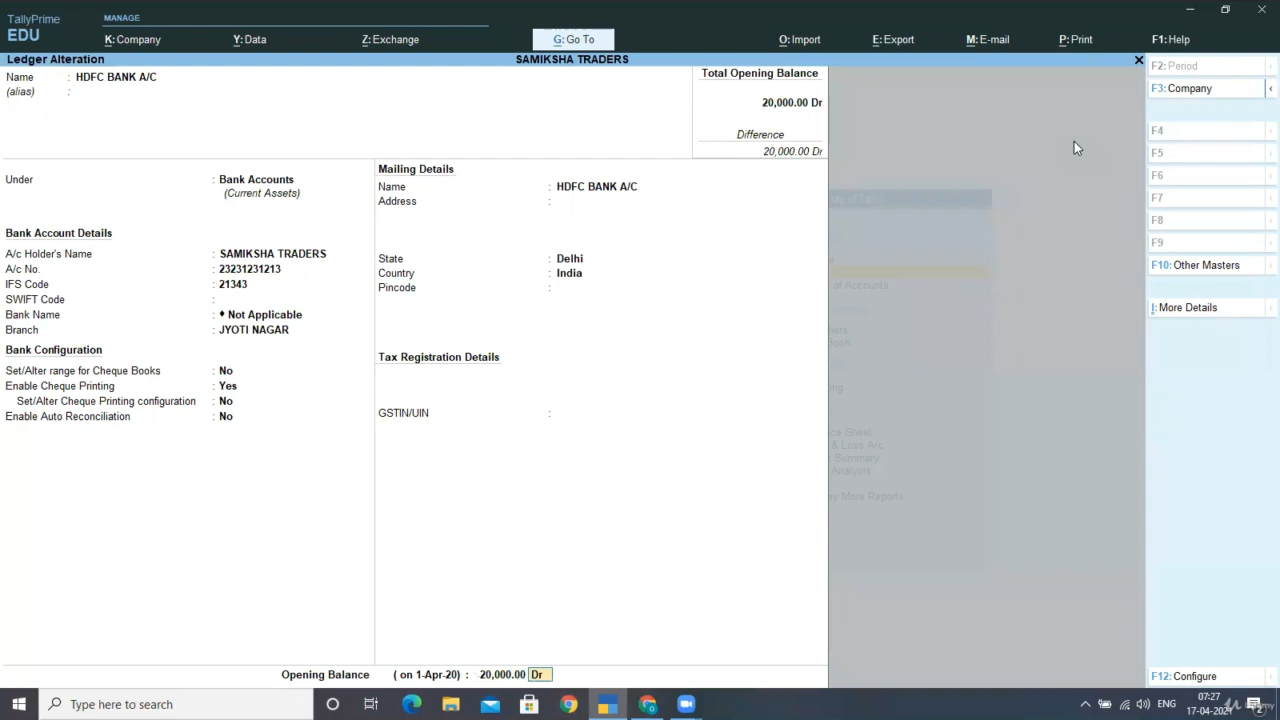 TallyPrime
EDU
MANAGE
K: Company
Y: Data
Z: Exchange
G: Go To
O: Import
E: Export
M: E-mail
P: Print
F1: Help
Ledger Alteration
SAMIKSHA TRADERS
Name : HDFC BANK A/C
(alias) :
Total Opening Balance
20,000.00 Dr
Difference
20,000.00 Dr
Under : Bank Accounts
(Current Assets)
Bank Account Details
A/c Holder's Name : SAMIKSHA TRADERS
A/c No. : 23231231213
IFS Code : 21343
SWIFT Code :
Bank Name : ♦ Not Applicable
Branch : JYOTI NAGAR
Bank Configuration
Set/Alter range for Cheque Books : No
Enable Cheque Printing : Yes
Set/Alter Cheque Printing configuration : No
Enable Auto Reconciliation : No
Mailing Details
Name : HDFC BANK A/C
Address :
State : Delhi
Country : India
Pincode :
Tax Registration Details
GSTIN/UIN :
Opening Balance ( on 1-Apr-20) : 20,000.00 Dr
of Accounts
& Loss A/c
Summary
Analysis
More Reports
F2: Period
F3: Company
F4
F5
F6
F7
F8
F9
F10: Other Masters
I: More Details
F12: Configure
Type here to search
ENG
07:27